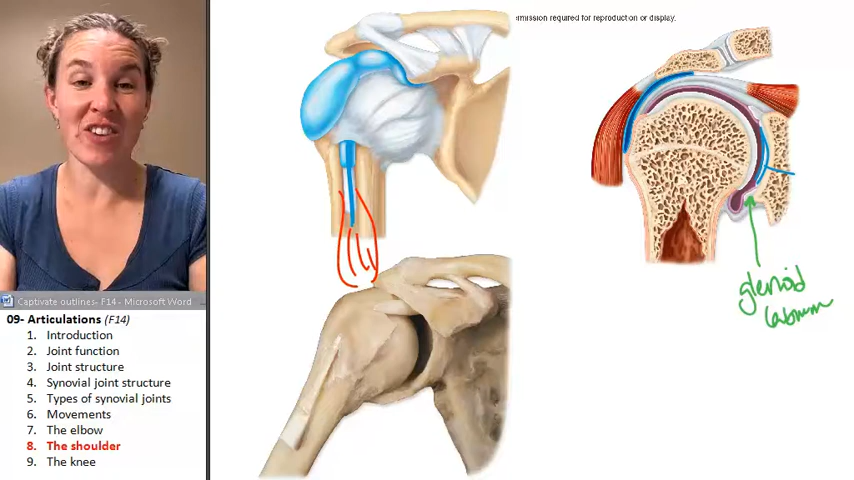 ermission required for reproduction or display.
glenoid
labrum
Captivate outlines- F14 - Microsoft Word
09- Articulations (F14)
1. Introduction
2. Joint function
3. Joint structure
4. Synovial joint structure
5. Types of synovial joints
6. Movements
7. The elbow
8. The shoulder
9. The knee